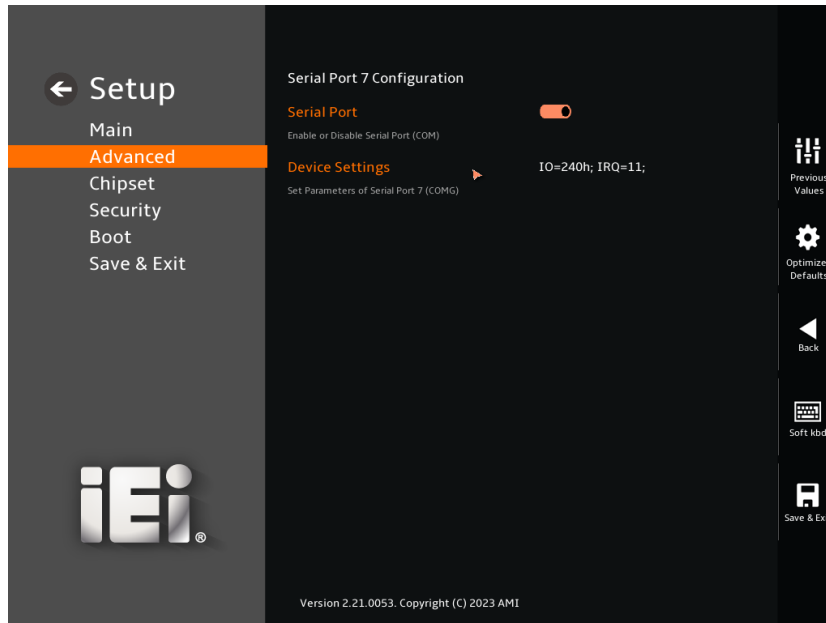 Setup
Main
Advanced
Chipset
Security
Boot
Save & Exit
iEi®
Serial Port 7 Configuration
Serial Port
Enable or Disable Serial Port (COM)
Device Settings
IO=240h; IRQ=11;
Set Parameters of Serial Port 7 (COMG)
Previous
Values
Optimize
Defaults
Back
Soft kbd
Save & Ex
Version 2.21.0053. Copyright (C) 2023 AMI